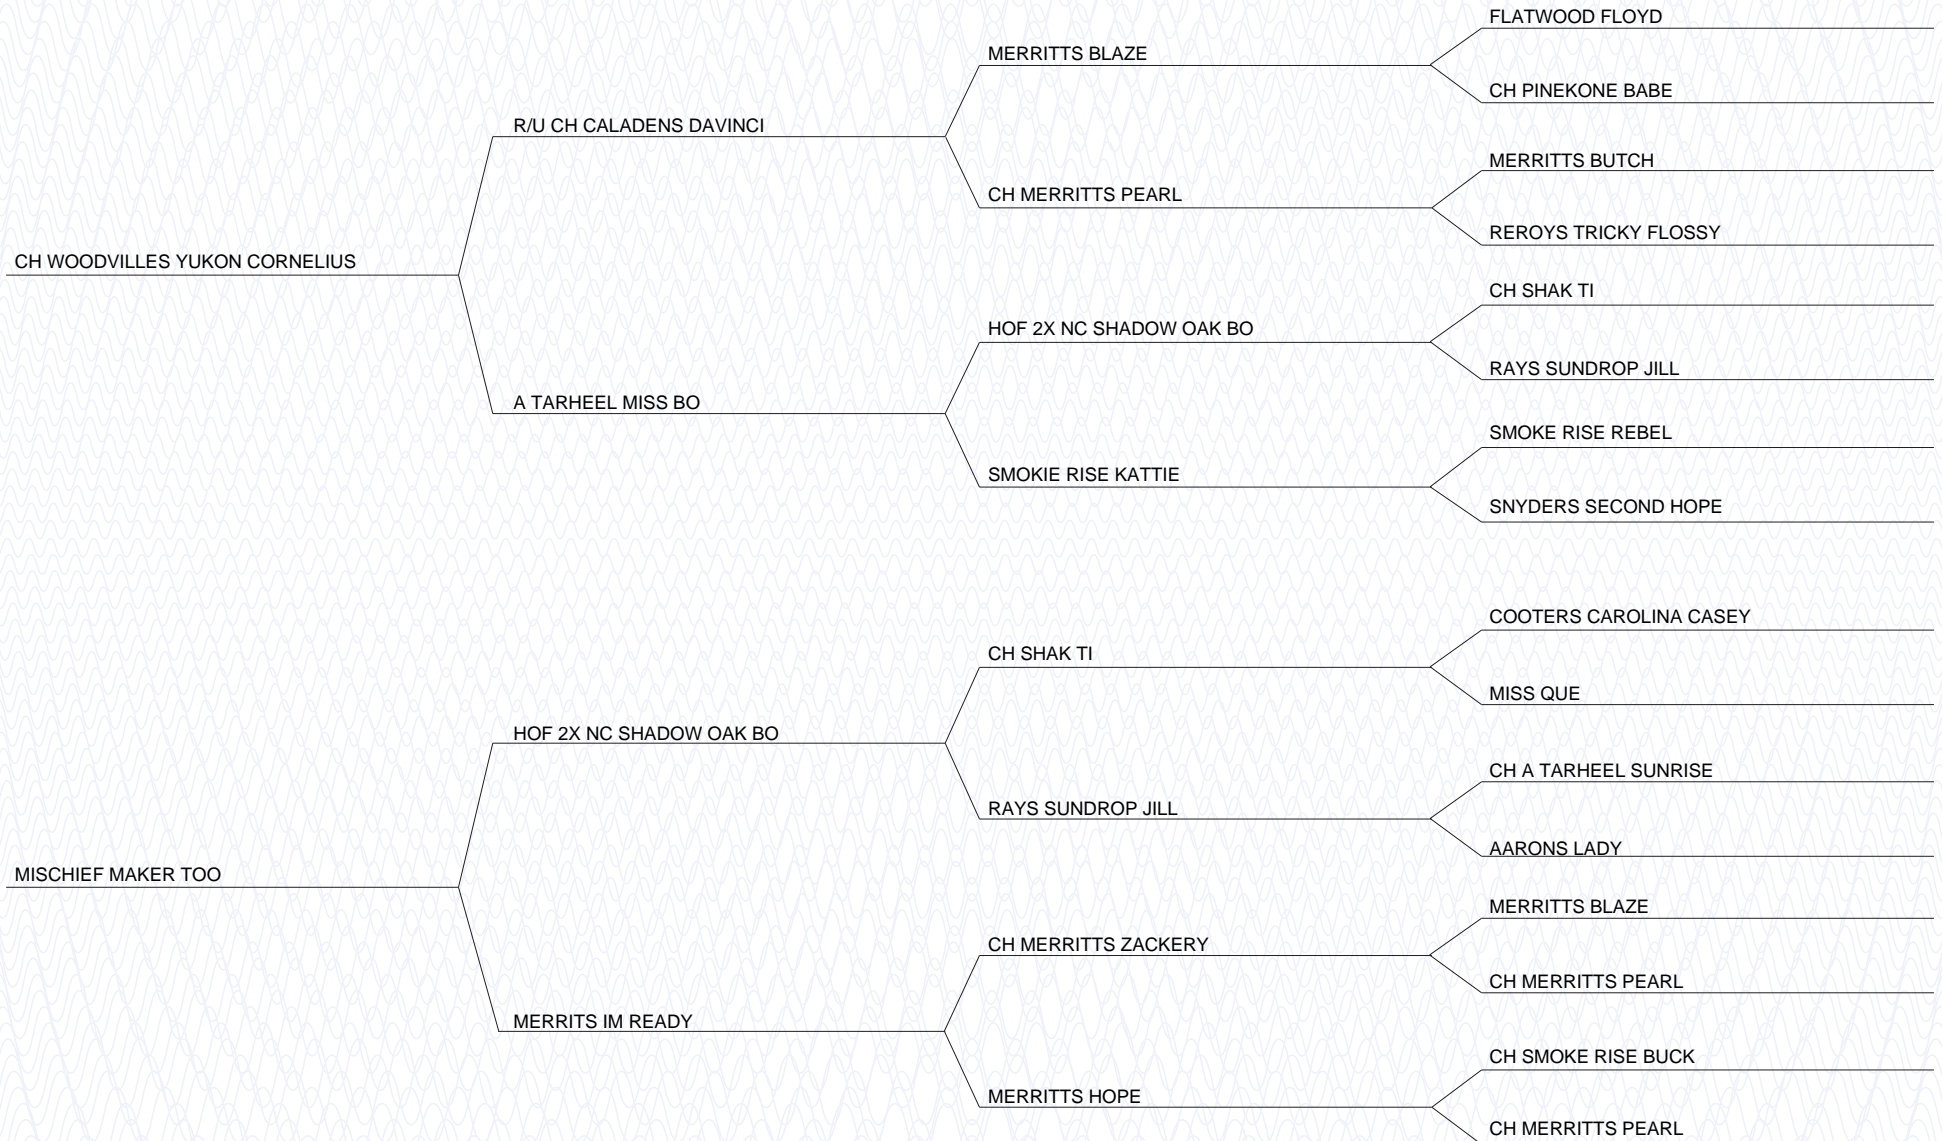 FLATWOOD FLOYD
MERRITTS BLAZE
CH PINEKONE BABE
R/U CH CALADENS DAVINCI
MERRITTS BUTCH
CH MERRITTS PEARL
REROYS TRICKY FLOSSY
CH WOODVILLES YUKON CORNELIUS
CH SHAK TI
HOF 2X NC SHADOW OAK BO
RAYS SUNDROP JILL
A TARHEEL MISS BO
SMOKE RISE REBEL
SMOKIE RISE KATTIE
SNYDERS SECOND HOPE
COOTERS CAROLINA CASEY
CH SHAK TI
MISS QUE
HOF 2X NC SHADOW OAK BO
CH A TARHEEL SUNRISE
RAYS SUNDROP JILL
AARONS LADY
MISCHIEF MAKER TOO
MERRITTS BLAZE
CH MERRITTS ZACKERY
CH MERRITTS PEARL
MERRITS IM READY
CH SMOKE RISE BUCK
MERRITTS HOPE
CH MERRITTS PEARL